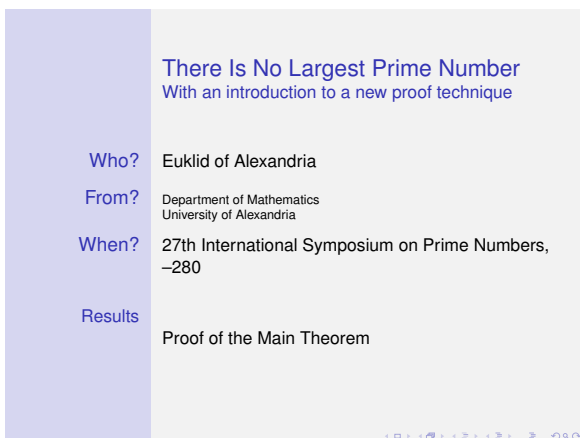 There Is No Largest Prime Number
With an introduction to a new proof technique
Who? Euklid of Alexandria
From? Department of Mathematics
University of Alexandria
When? 27th International Symposium on Prime Numbers,
–280
Results
Proof of the Main Theorem